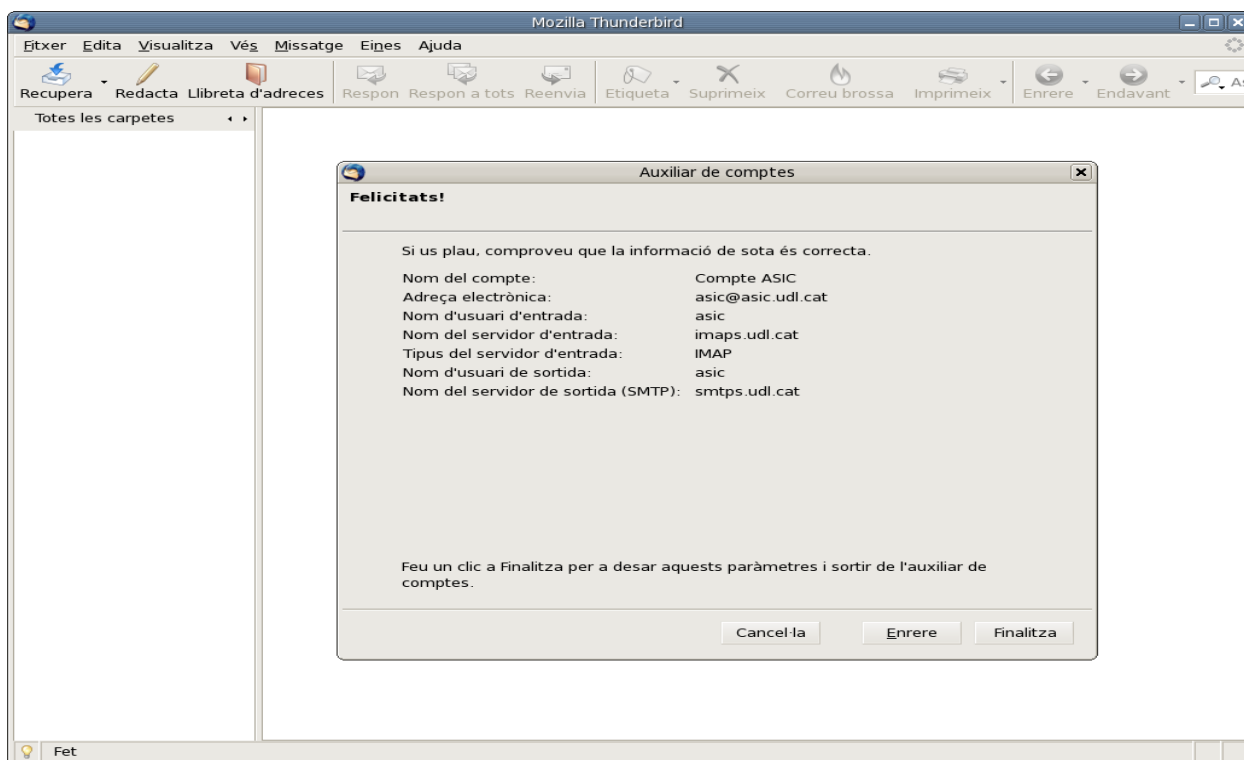 Mozilla Thunderbird
Fitxer Edita Visualitza Vés Missatge Eines Ajuda
Recupera Redacta Llibreta d'adreces Respon Respon a tots Reenvia Etiqueta Suprimeix Correu brossa Imprimeix Enrere Endavant
Totes les carpetes
Auxiliar de comptes
Felicitats!
Si us plau, comproveu que la informació de sota és correcta.
Nom del compte: Compte ASIC
Adreça electrònica: asic@asic.udl.cat
Nom d'usuari d'entrada: asic
Nom del servidor d'entrada: imaps.udl.cat
Tipus del servidor d'entrada: IMAP
Nom d'usuari de sortida: asic
Nom del servidor de sortida (SMTP): smtps.udl.cat
Feu un clic a Finalitza per a desar aquests paràmetres i sortir de l'auxiliar de
comptes.
Cancel·la Enrere Finalitza
Fet